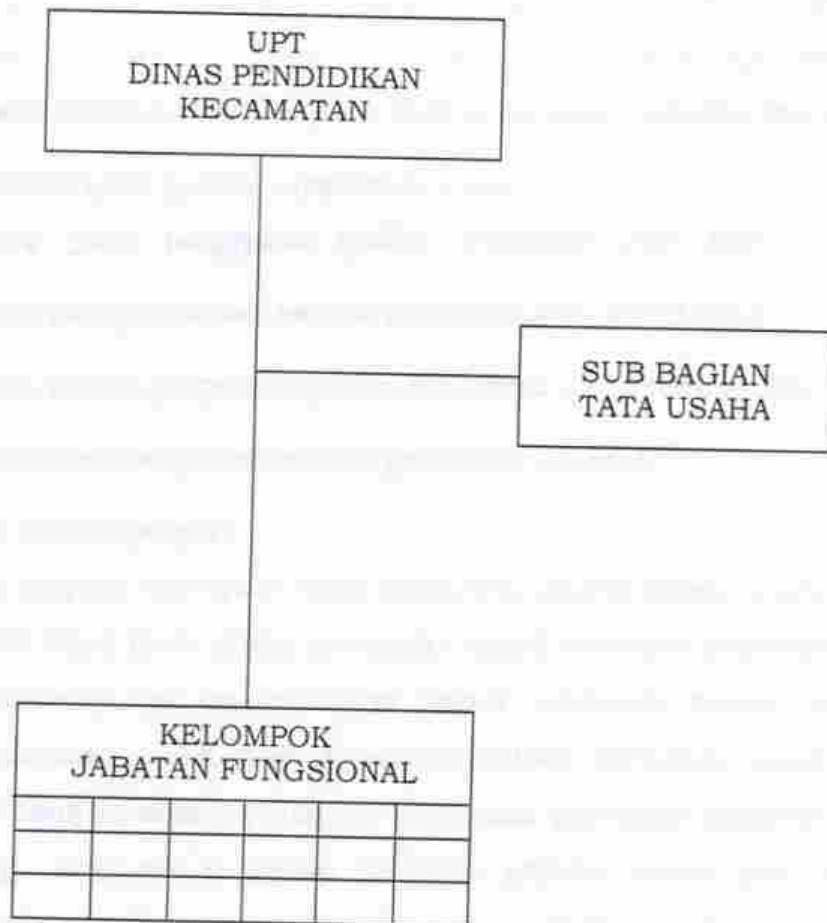 UPT
DINAS PENDIDIKAN
KECAMATAN
SUB BAGIAN
TATA USAHA
KELOMPOK
JABATAN FUNGSIONAL